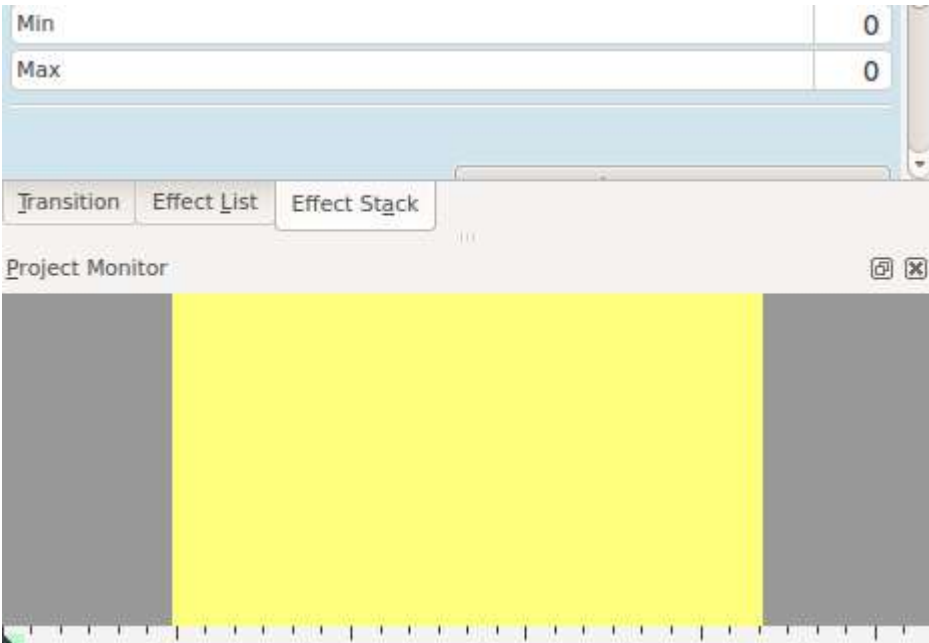 Min 0
Max 0
Transition Effect List Effect Stack
Project Monitor